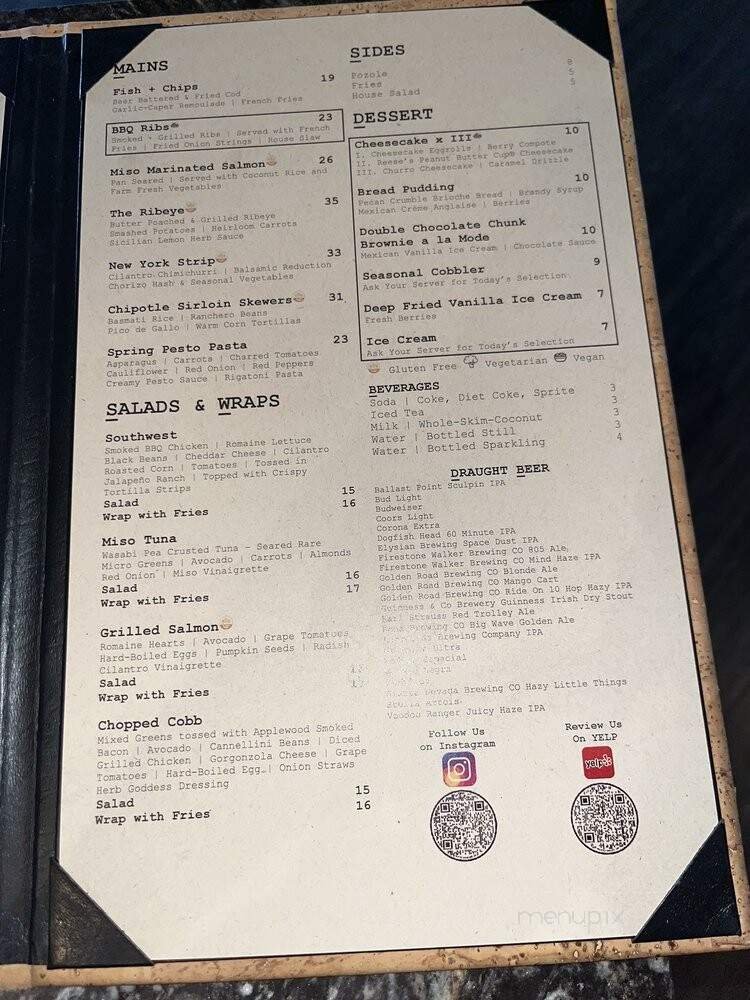 MAINS
Fish + Chips 19
Beer Battered & Fried Cod
Garlic-Caper Remoulade | French Fries
BBQ Ribs 23
Smoked + Grilled Ribs | Served with French
Fries | Fried Onion Strings | House Slaw
Miso Marinated Salmon 26
Pan Seared | Served with Coconut Rice and
Farm Fresh Vegetables
The Ribeye 35
Butter Poached & Grilled Ribeye
Smashed Potatoes | Heirloom Carrots
Sicilian Lemon Herb Sauce
New York Strip 33
Cilantro Chimichurri | Balsamic Reduction
Chorizo Hash & Seasonal Vegetables
Chipotle Sirloin Skewers 31
Basmati Rice | Ranchero Beans
Pico de Gallo | Warm Corn Tortillas
Spring Pesto Pasta 23
Asparagus | Carrots | Charred Tomatoes
Cauliflower | Red Onion | Red Peppers
Creamy Pesto Sauce | Rigatoni Pasta
SALADS & WRAPS
Southwest
Smoked BBQ Chicken | Romaine Lettuce
Black Beans | Cheddar Cheese | Cilantro
Roasted Corn | Tomatoes | Tossed in
Jalapeño Ranch | Topped with Crispy
Tortilla Strips
Salad 15
Wrap with Fries 16
Miso Tuna
Wasabi Pea Crusted Tuna - Seared Rare
Micro Greens | Avocado | Carrots | Almonds
Red Onion | Miso Vinaigrette
Salad 16
Wrap with Fries 17
Grilled Salmon
Romaine Hearts | Avocado | Grape Tomatoes
Hard-Boiled Eggs | Pumpkin Seeds | Radish
Cilantro Vinaigrette
Salad
Wrap with Fries
Chopped Cobb
Mixed Greens tossed with Applewood Smoked
Bacon | Avocado | Cannellini Beans | Diced
Grilled Chicken | Gorgonzola Cheese | Grape
Tomatoes | Hard-Boiled Egg | Onion Straws
Herb Goddess Dressing
Salad 15
Wrap with Fries 16
SIDES
Pozole 8
Fries 5
House Salad 5
DESSERT
Cheesecake x III 10
I. Cheesecake Eggrolls | Berry Compote
II. Reese's Peanut Butter Cup® Cheesecake
III. Churro Cheesecake | Caramel Drizzle
Bread Pudding 10
Pecan Crumble Brioche Bread | Brandy Syrup
Mexican Crème Anglaise | Berries
Double Chocolate Chunk
Brownie a la Mode 10
Mexican Vanilla Ice Cream | Chocolate Sauce
Seasonal Cobbler 9
Ask Your Server for Today's Selection
Deep Fried Vanilla Ice Cream 7
Fresh Berries
Ice Cream 7
Ask Your Server for Today's Selection
Gluten Free Vegetarian Vegan
BEVERAGES
Soda | Coke, Diet Coke, Sprite 3
Iced Tea 3
Milk | Whole-Skim-Coconut 3
Water | Bottled Still 3
Water | Bottled Sparkling 4
DRAUGHT BEER
Ballast Point Sculpin IPA
Bud Light
Budweiser
Coors Light
Corona Extra
Dogfish Head 60 Minute IPA
Elysian Brewing Space Dust IPA
Firestone Walker Brewing CO 805 Ale
Firestone Walker Brewing CO Mind Haze IPA
Golden Road Brewing CO Blonde Ale
Golden Road Brewing CO Mango Cart
Golden Road Brewing CO Ride On 10 Hop Hazy IPA
Guinness & Co Brewery Guinness Irish Dry Stout
Karl Strauss Red Trolley Ale
Kona Brewing CO Big Wave Golden Ale
Brewing Company IPA
Ultra
Especial
Negra
Sierra Nevada Brewing CO Hazy Little Things
Stella Artois
Voodoo Ranger Juicy Haze IPA
Follow Us
on Instagram
Review Us
On YELP
yelp
menupix